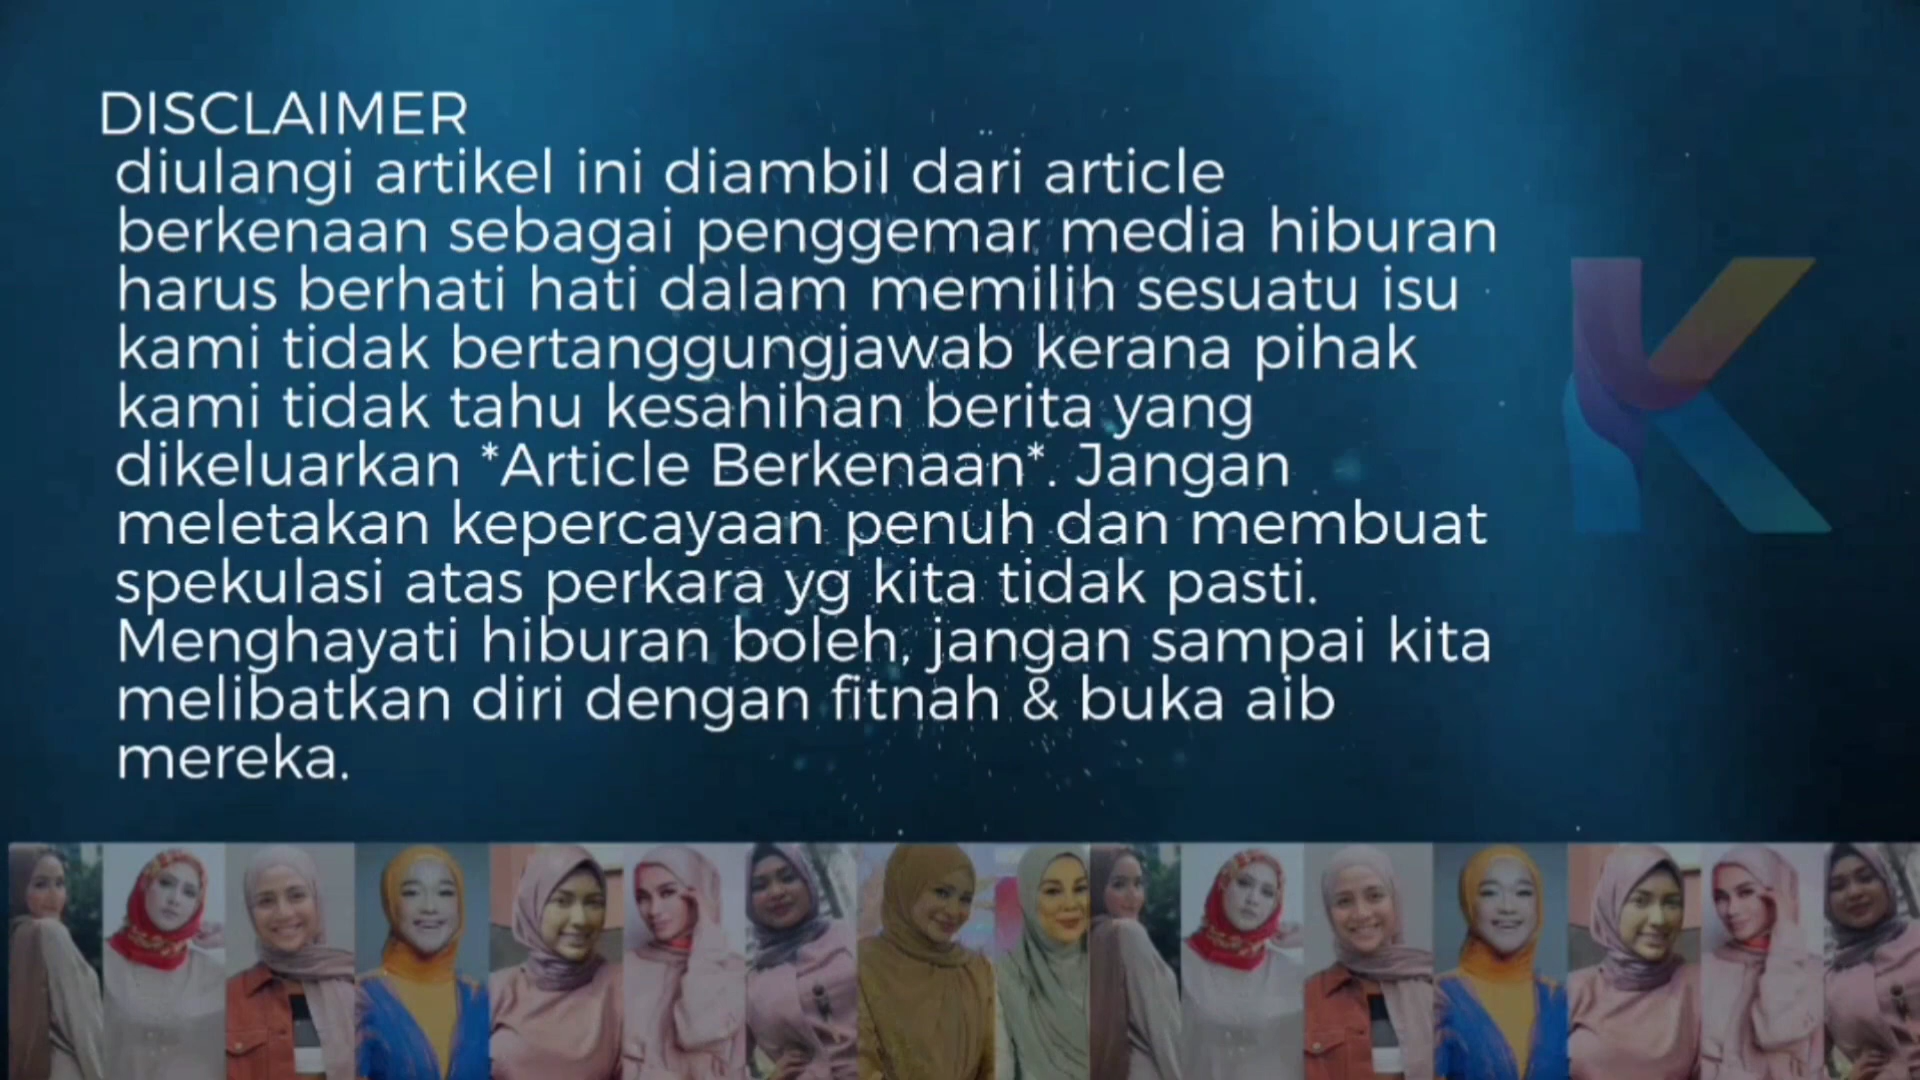 DISCLAIMER
diulangi artikel ini diambil dari article
berkenaan sebagai penggemar media hiburan
harus berhati hati dalam memilih sesuatu isu
kami tidak bertanggungjawab kerana pihak
kami tidak tahu kesahihan berita yang
dikeluarkan *Article Berkenaan*. Jangan
meletakan kepercayaan penuh dan membuat
spekulasi atas perkara yg kita tidak pasti.
Menghayati hiburan boleh, jangan sampai kita
melibatkan diri dengan fitnah & buka aib
mereka.
K